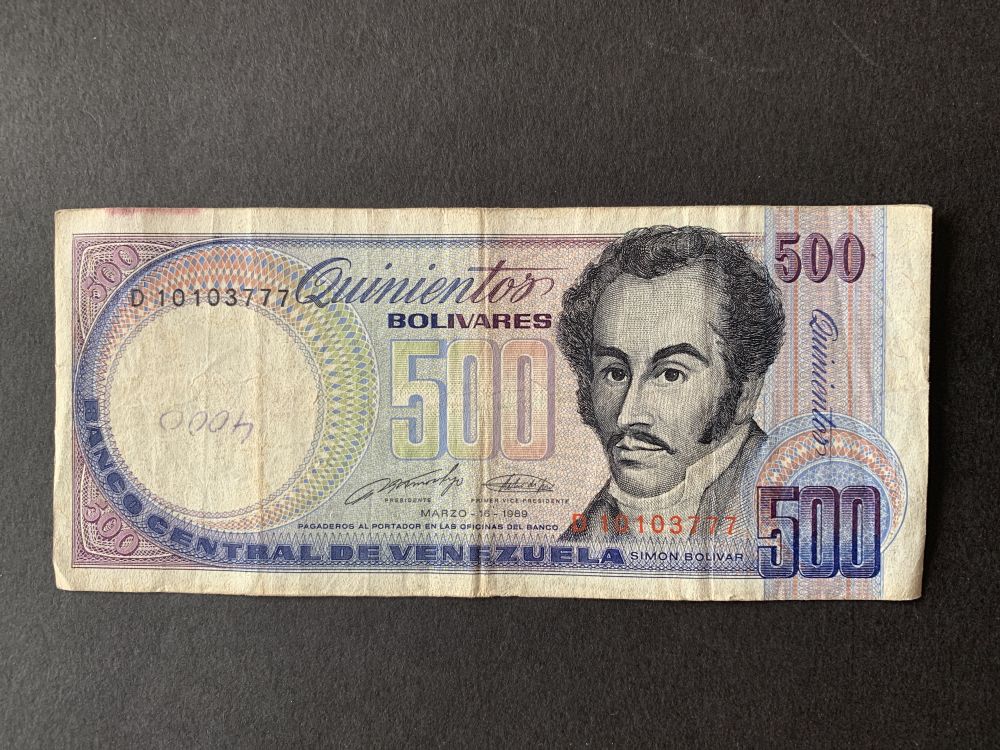 500
D 10103777
Quinientos
BOLIVARES
500
500
Quinientos
4000
PRESIDENTE
PRIMER VICE-PRESIDENTE
MARZO - 16 - 1989
PAGADEROS AL PORTADOR EN LAS OFICINAS DEL BANCO
D 10103777
500
BANCO CENTRAL DE VENEZUELA
SIMON BOLIVAR
500